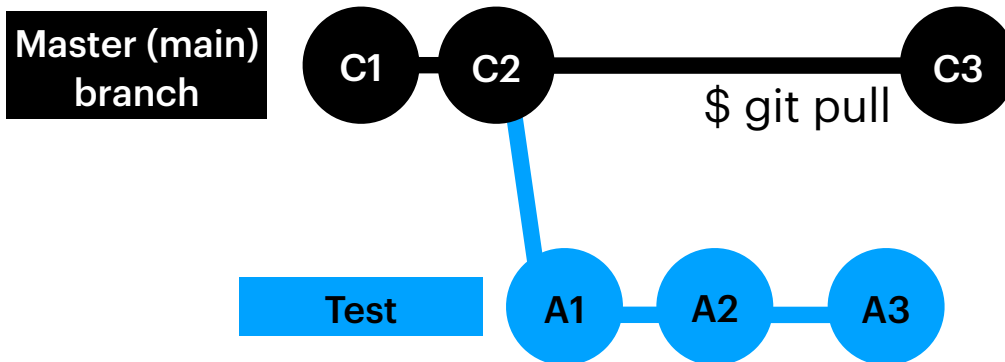 Master (main)
branch
C1
C2
C3
$ git pull
Test
A1
A2
A3